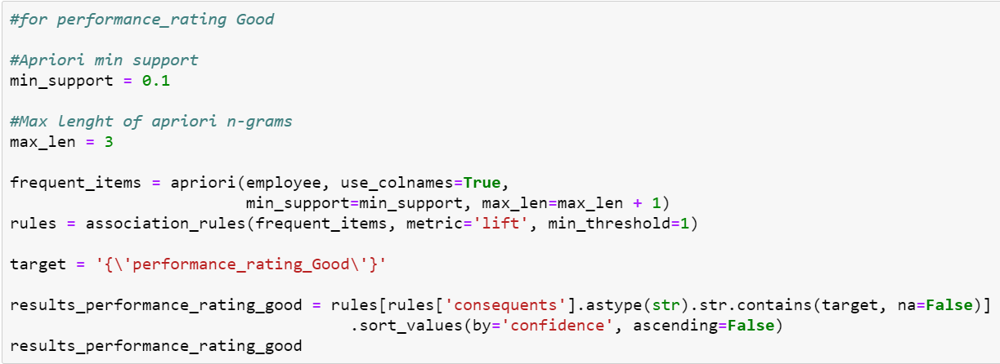 #for performance_rating Good
#Apriori min support
min_support = 0.1
#Max lenght of apriori n-grams
max_len = 3
frequent_items = apriori(employee, use_colnames=True,
min_support=min_support, max_len=max_len + 1)
rules = association_rules(frequent_items, metric='lift', min_threshold=1)
target = '{\'performance_rating_Good\'}'
results_performance_rating_good = rules[rules['consequents'].astype(str).str.contains(target, na=False)]
.sort_values(by='confidence', ascending=False)
results_performance_rating_good